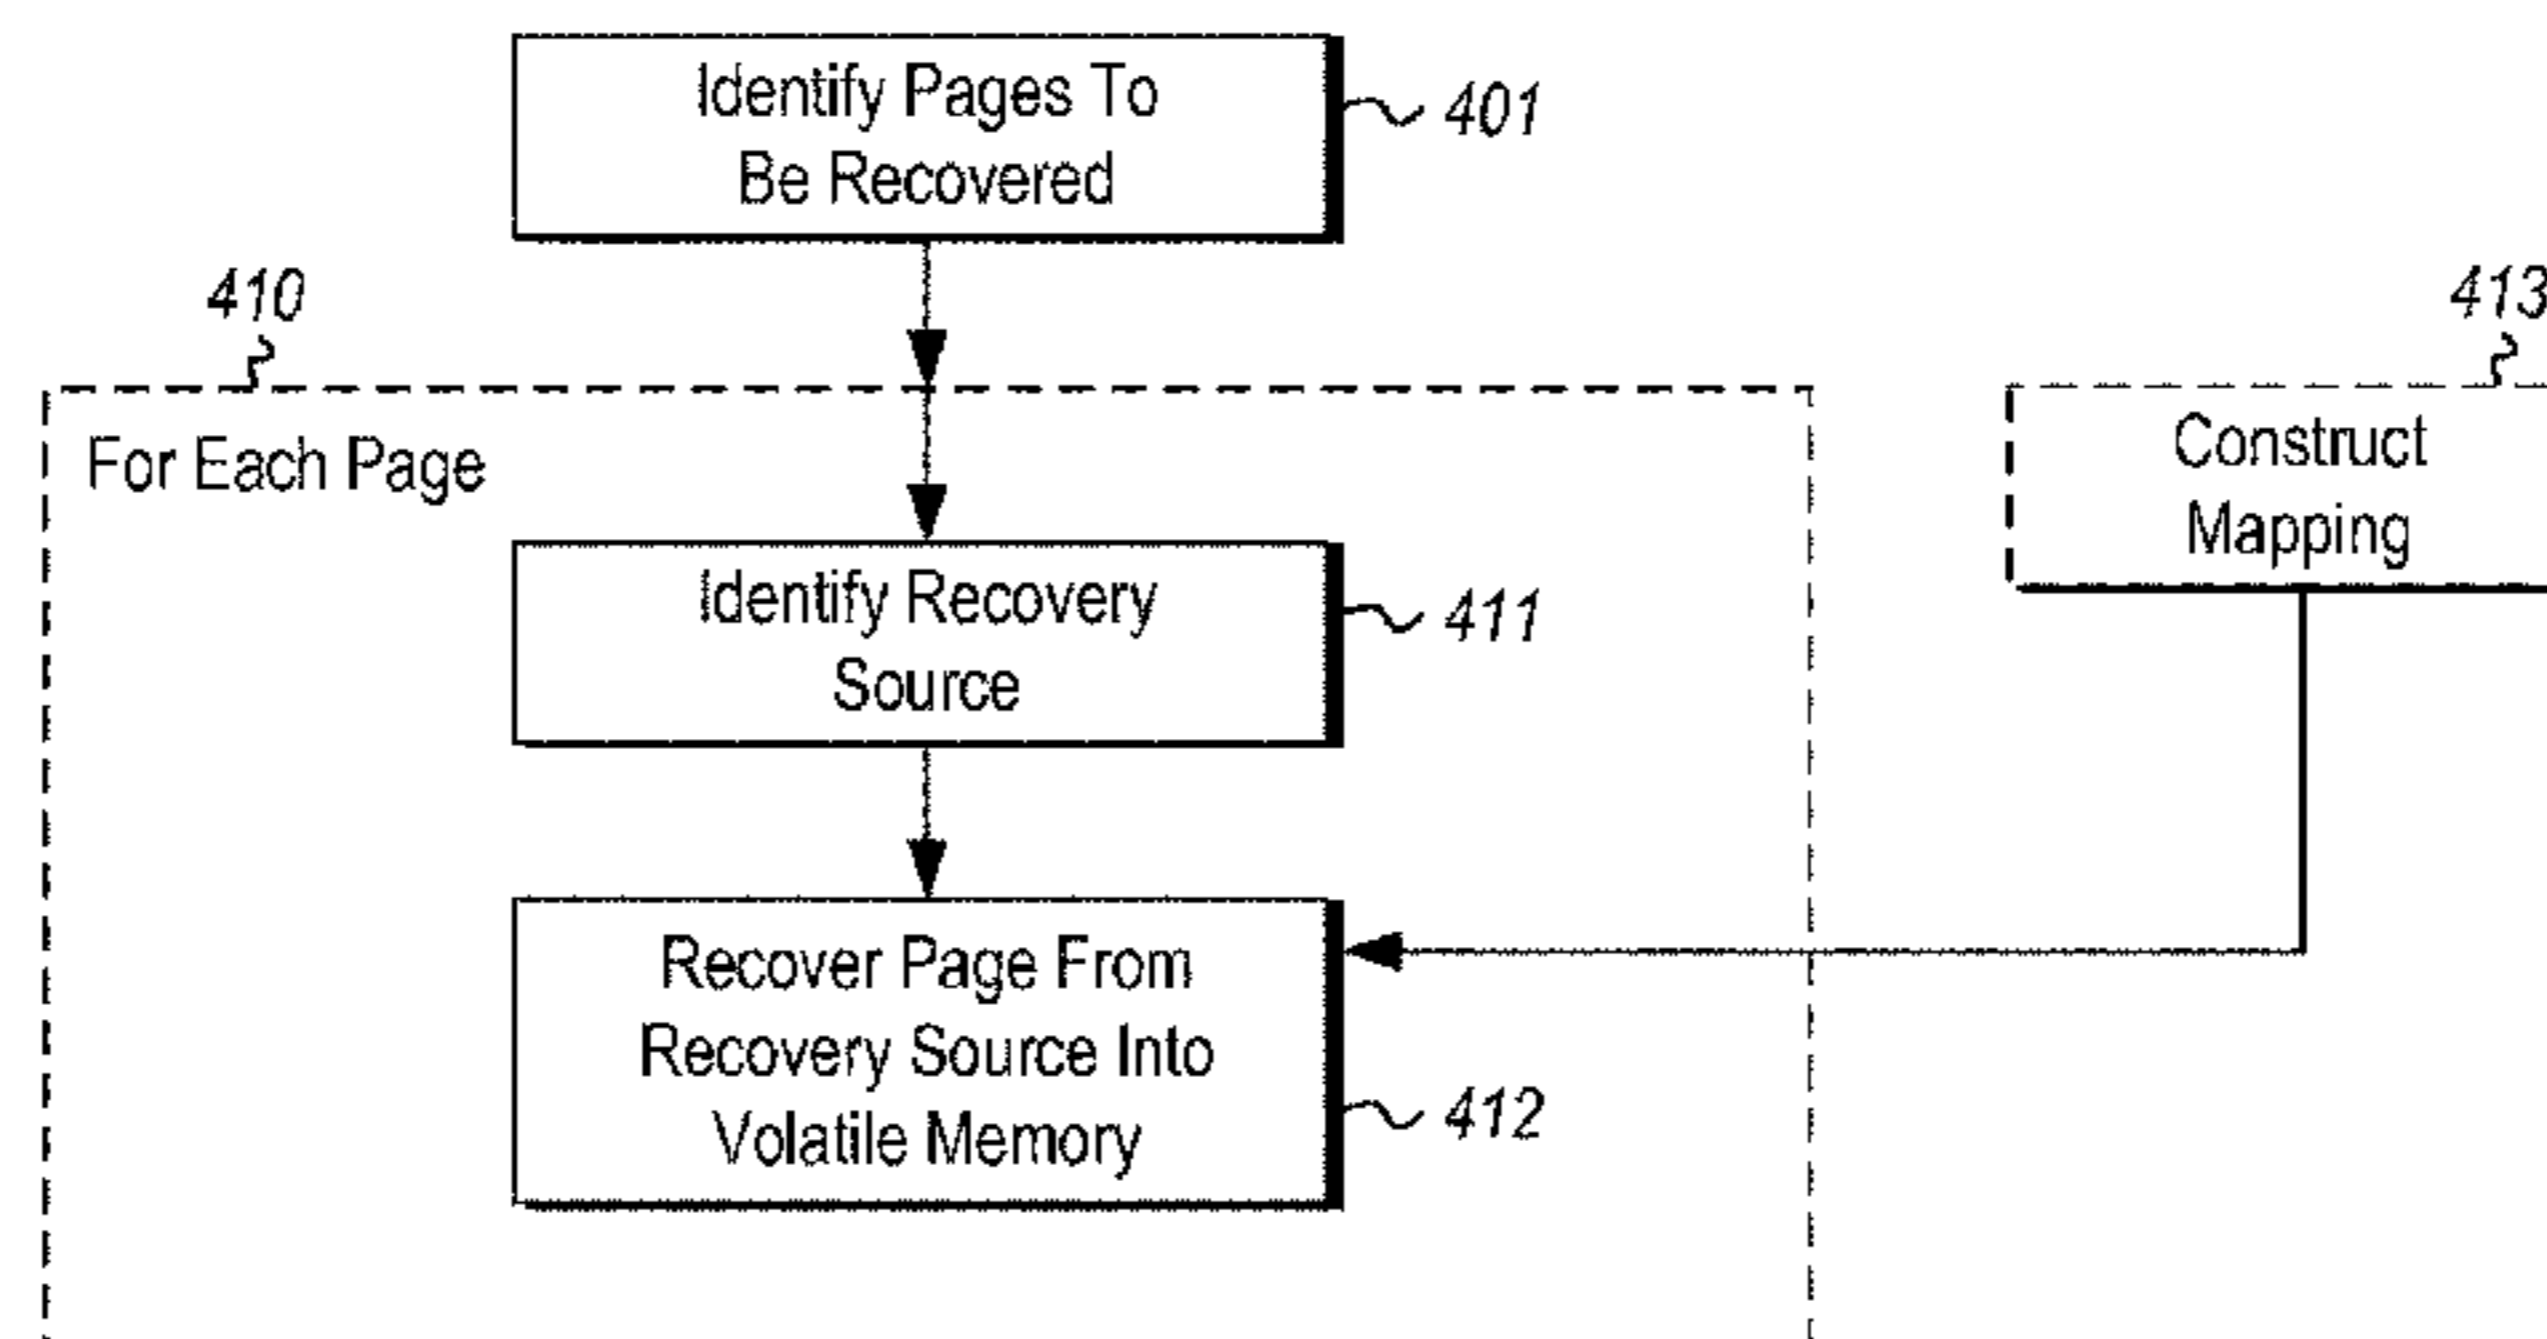 Identify Pages To
Be Recovered
401
410
413
For Each Page
Construct
Mapping
Identify Recovery
Source
411
Recover Page From
Recovery Source Into
Volatile Memory
412